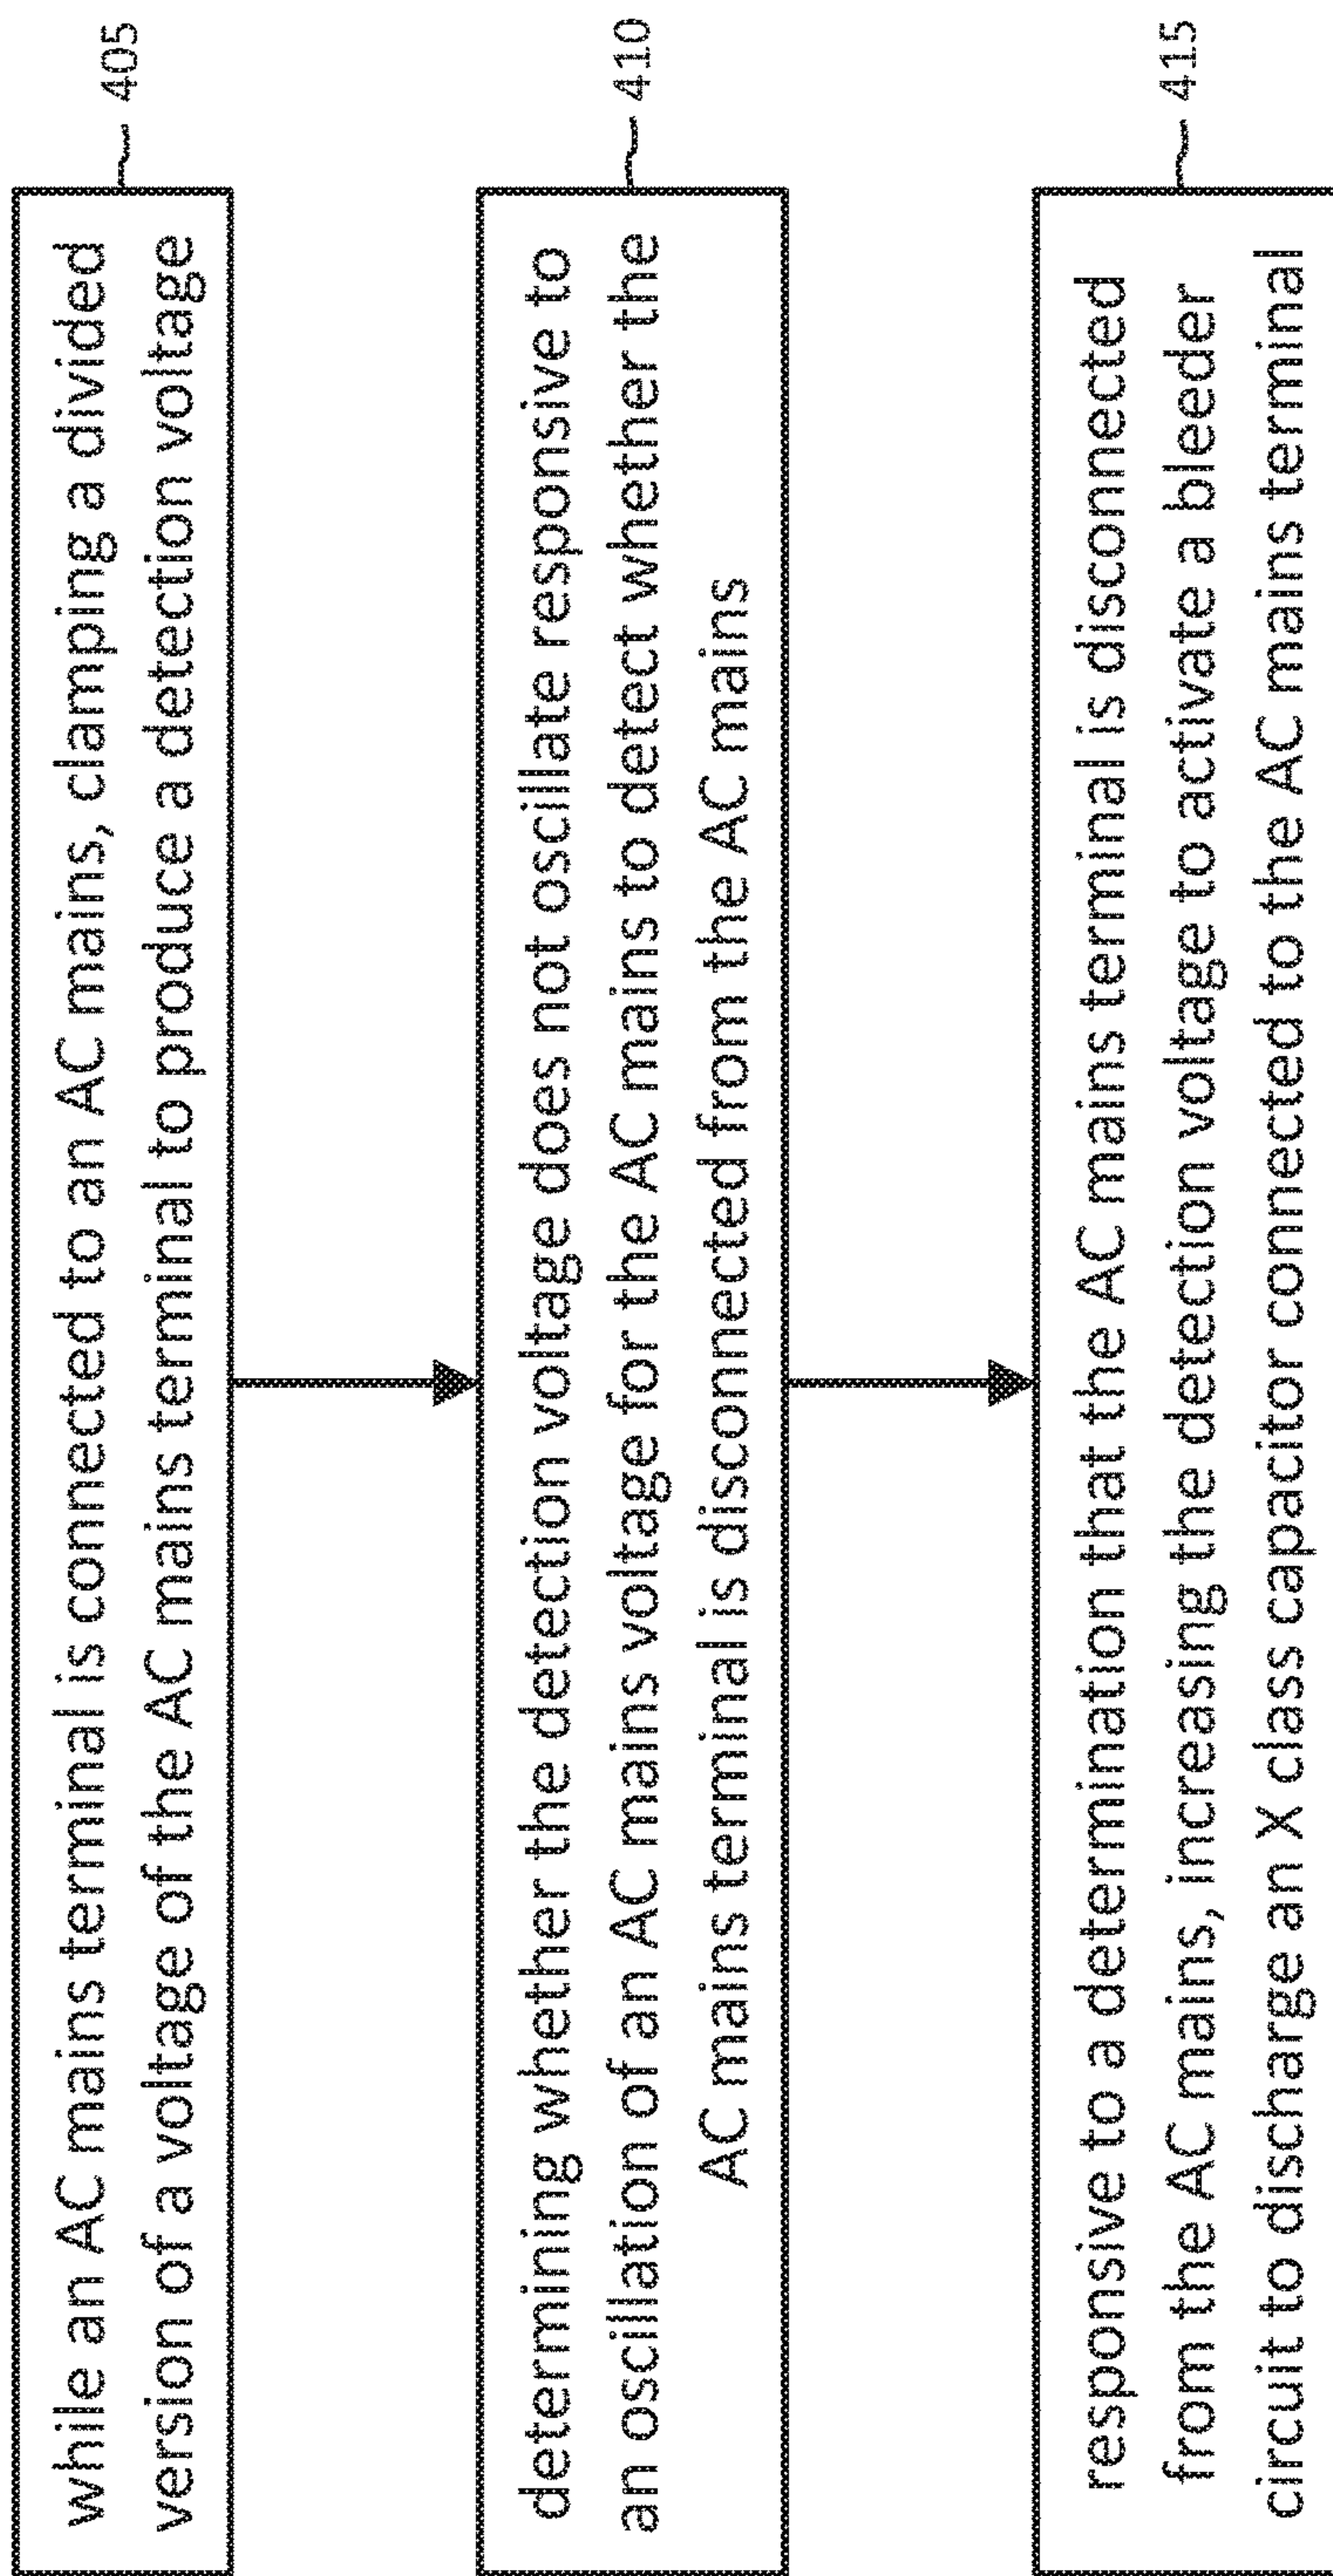 while an AC mains terminal is connected to an AC mains, clamping a divided
version of a voltage of the AC mains terminal to produce a detection voltage
405
determining whether the detection voltage does not oscillate responsive to
an oscillation of an AC mains voltage for the AC mains to detect whether the
AC mains terminal is disconnected from the AC mains
410
responsive to a determination that the AC mains terminal is disconnected
from the AC mains, increasing the detection voltage to activate a bleeder
circuit to discharge an X class capacitor connected to the AC mains terminal
415